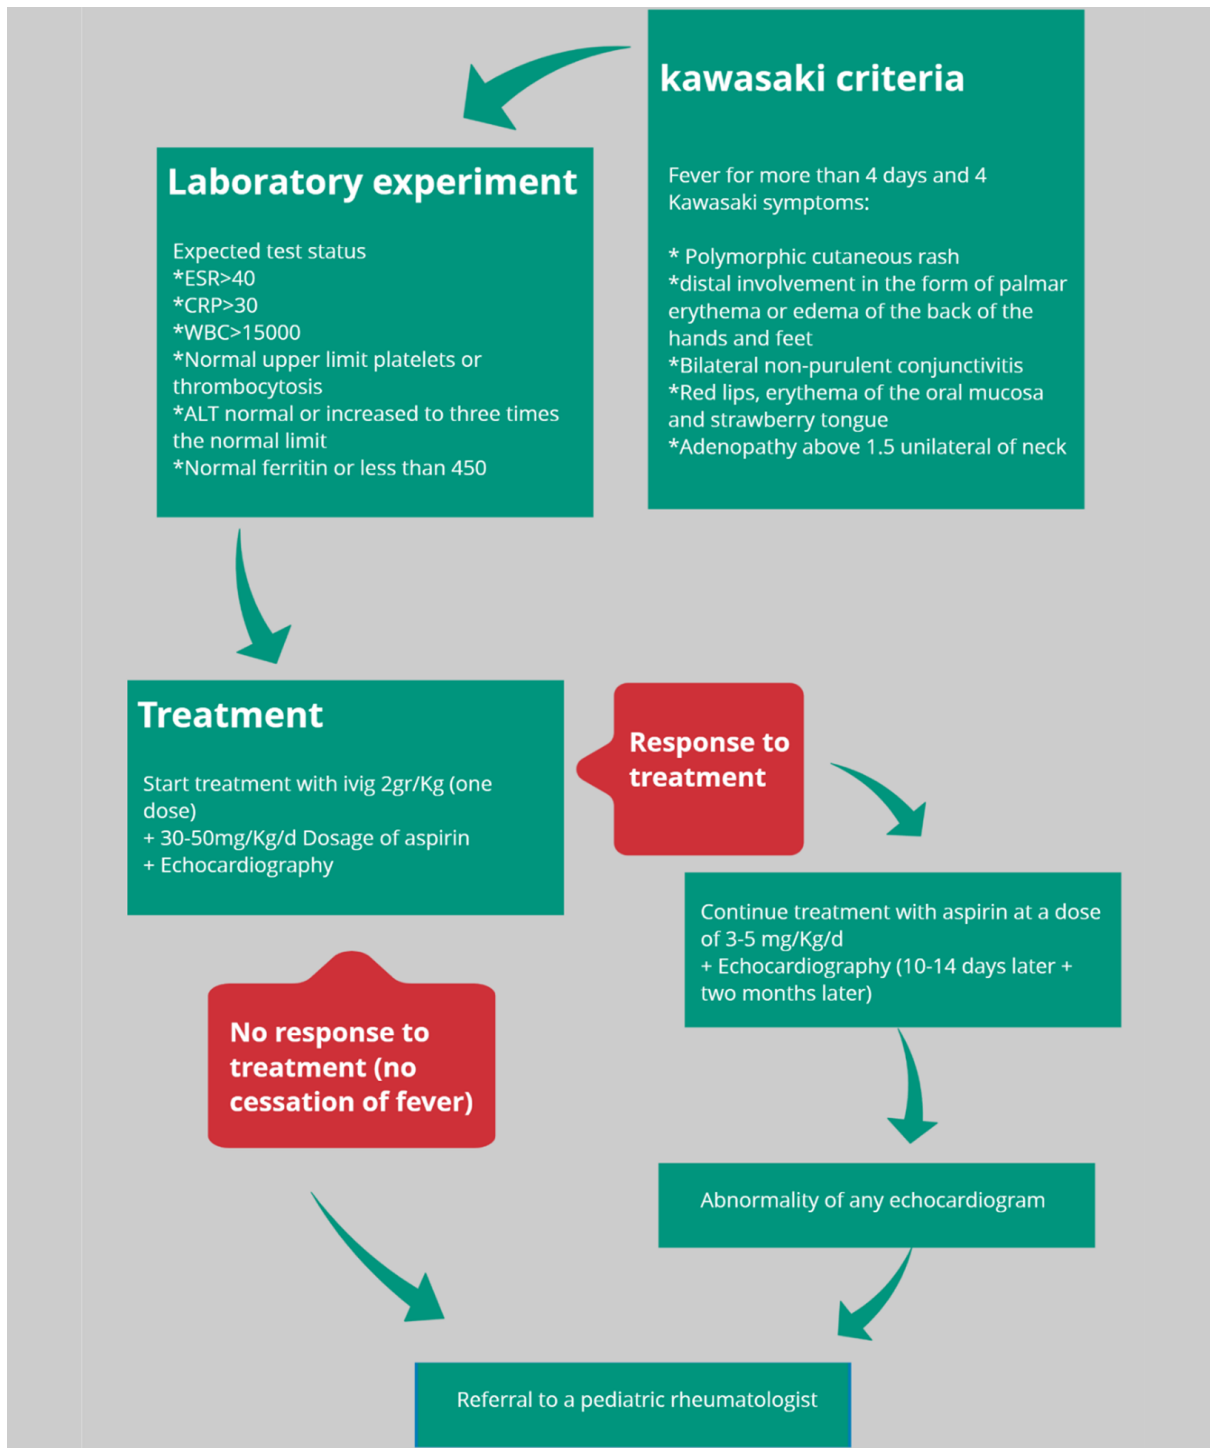 kawasaki criteria
Fever for more than 4 days and 4
Kawasaki symptoms:
* Polymorphic cutaneous rash
*distal involvement in the form of palmar
erythema or edema of the back of the
hands and feet
*Bilateral non-purulent conjunctivitis
*Red lips, erythema of the oral mucosa
and strawberry tongue
*Adenopathy above 1.5 unilateral of neck
Laboratory experiment
Expected test status
*ESR>40
*CRP>30
*WBC>15000
*Normal upper limit platelets or
thrombocytosis
*ALT normal or increased to three times
the normal limit
*Normal ferritin or less than 450
Treatment
Start treatment with ivig 2gr/Kg (one
dose)
+ 30-50mg/Kg/d Dosage of aspirin
+ Echocardiography
Response to
treatment
Continue treatment with aspirin at a dose
of 3-5 mg/Kg/d
+ Echocardiography (10-14 days later +
two months later)
No response to
treatment (no
cessation of fever)
Abnormality of any echocardiogram
Referral to a pediatric rheumatologist